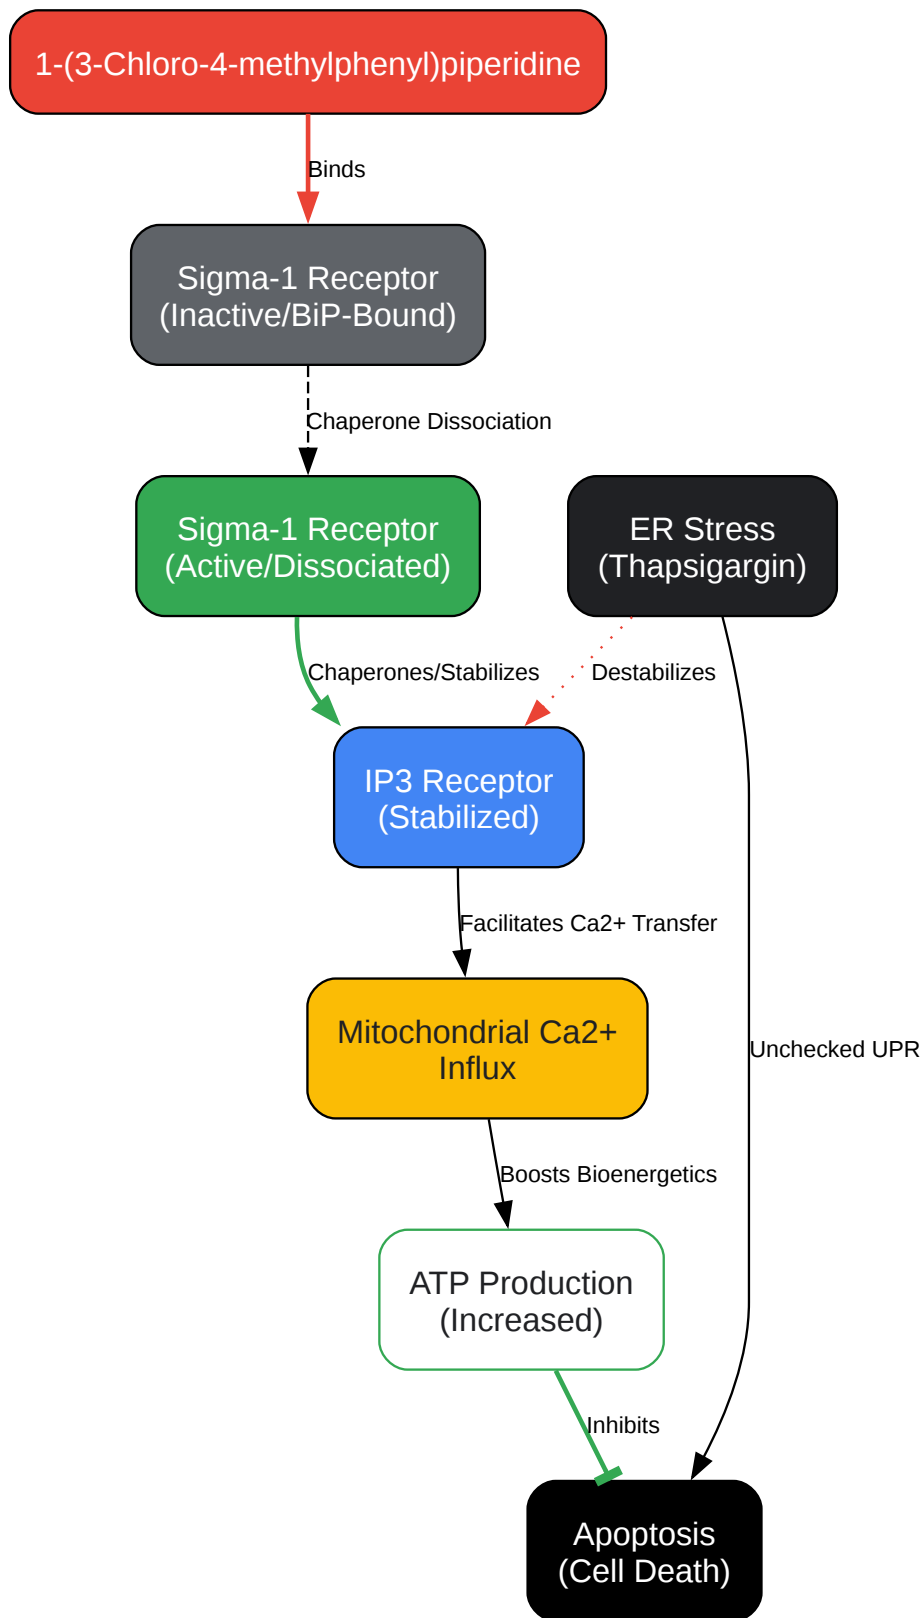 1-(3-Chloro-4-methylphenyl)piperidine
Binds
Sigma-1 Receptor
(Inactive/BiP-Bound)
Chaperone Dissociation
Sigma-1 Receptor
(Active/Dissociated)
ER Stress
(Thapsigargin)
Chaperones/Stabilizes
Destabilizes
IP3 Receptor
(Stabilized)
Facilitates Ca2+ Transfer
Mitochondrial Ca2+
Influx
Unchecked UPR
Boosts Bioenergetics
ATP Production
(Increased)
Inhibits
Apoptosis
(Cell Death)